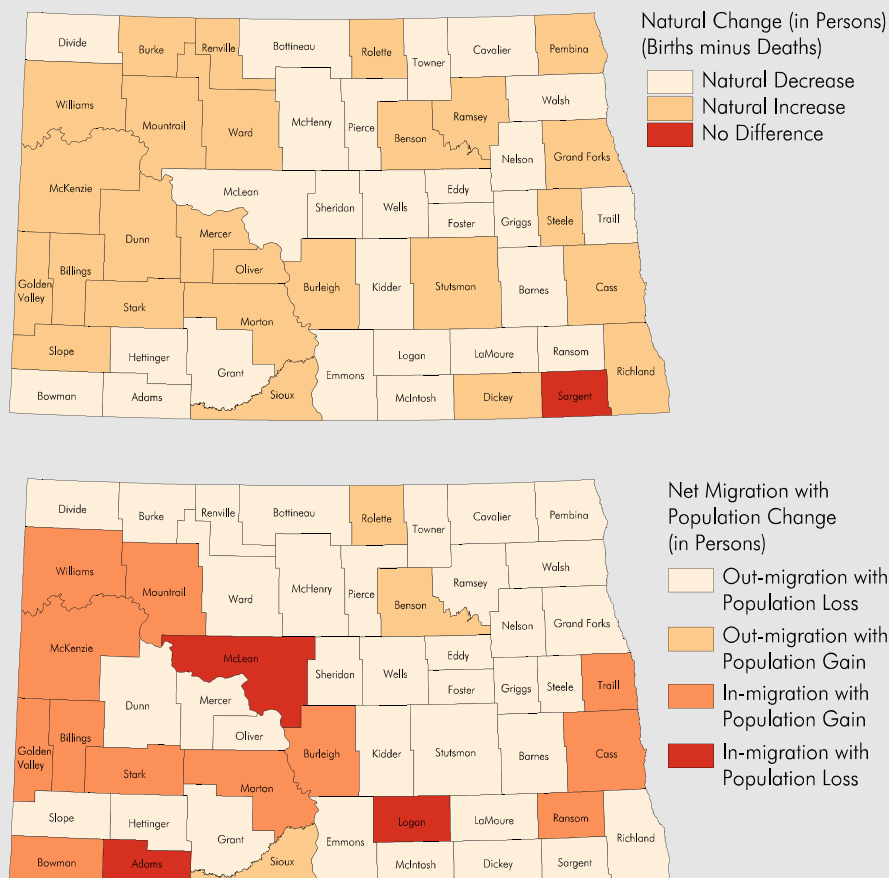 Natural Change (in Persons)
(Births minus Deaths)
Natural Decrease
Natural Increase
No Difference
Divide
Burke
Renville
Bottineau
Rolette
Towner
Cavalier
Pembina
Williams
Mountrail
Ward
McHenry
Pierce
Benson
Ramsey
Walsh
Nelson
Grand Forks
McKenzie
McLean
Sheridan
Wells
Eddy
Foster
Griggs
Steele
Traill
Dunn
Mercer
Oliver
Golden
Valley
Billings
Stark
Morton
Burleigh
Kidder
Stutsman
Barnes
Cass
Slope
Hettinger
Grant
Emmons
Logan
LaMoure
Ransom
Richland
Bowman
Adams
Sioux
McIntosh
Dickey
Sargent
Net Migration with
Population Change
(in Persons)
Out-migration with
Population Loss
Out-migration with
Population Gain
In-migration with
Population Gain
In-migration with
Population Loss
Divide
Burke
Renville
Bottineau
Rolette
Towner
Cavalier
Pembina
Williams
Mountrail
Ward
McHenry
Pierce
Benson
Ramsey
Walsh
Nelson
Grand Forks
McKenzie
McLean
Sheridan
Wells
Eddy
Foster
Griggs
Steele
Traill
Dunn
Mercer
Oliver
Golden
Valley
Billings
Stark
Morton
Burleigh
Kidder
Stutsman
Barnes
Cass
Slope
Hettinger
Grant
Emmons
Logan
LaMoure
Ransom
Richland
Bowman
Adams
Sioux
McIntosh
Dickey
Sargent